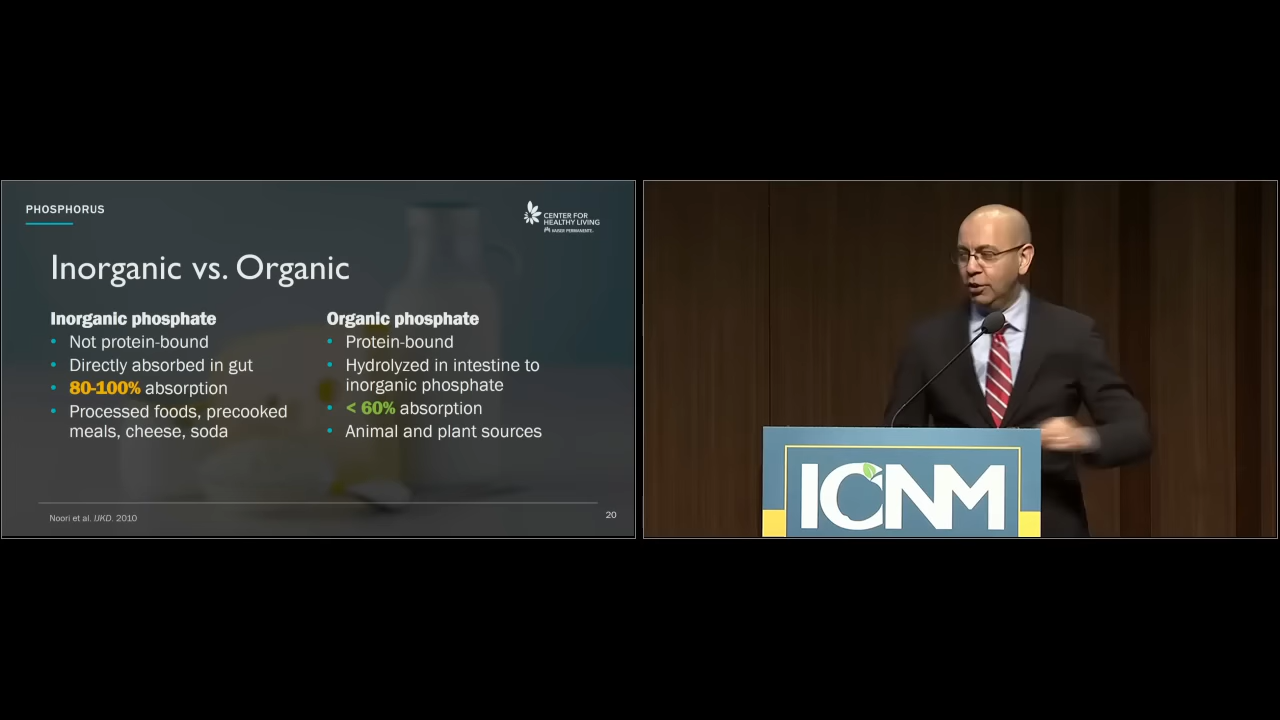 PHOSPHORUS
CENTER FOR
HEALTHY LIVING
KAISER PERMANENTE.
Inorganic vs. Organic
Inorganic phosphate
• Not protein-bound
• Directly absorbed in gut
• 80-100% absorption
• Processed foods, precooked
meals, cheese, soda
Organic phosphate
• Protein-bound
• Hydrolyzed in intestine to
inorganic phosphate
• < 60% absorption
• Animal and plant sources
Noori et al. IJKD. 2010
20
ICNM